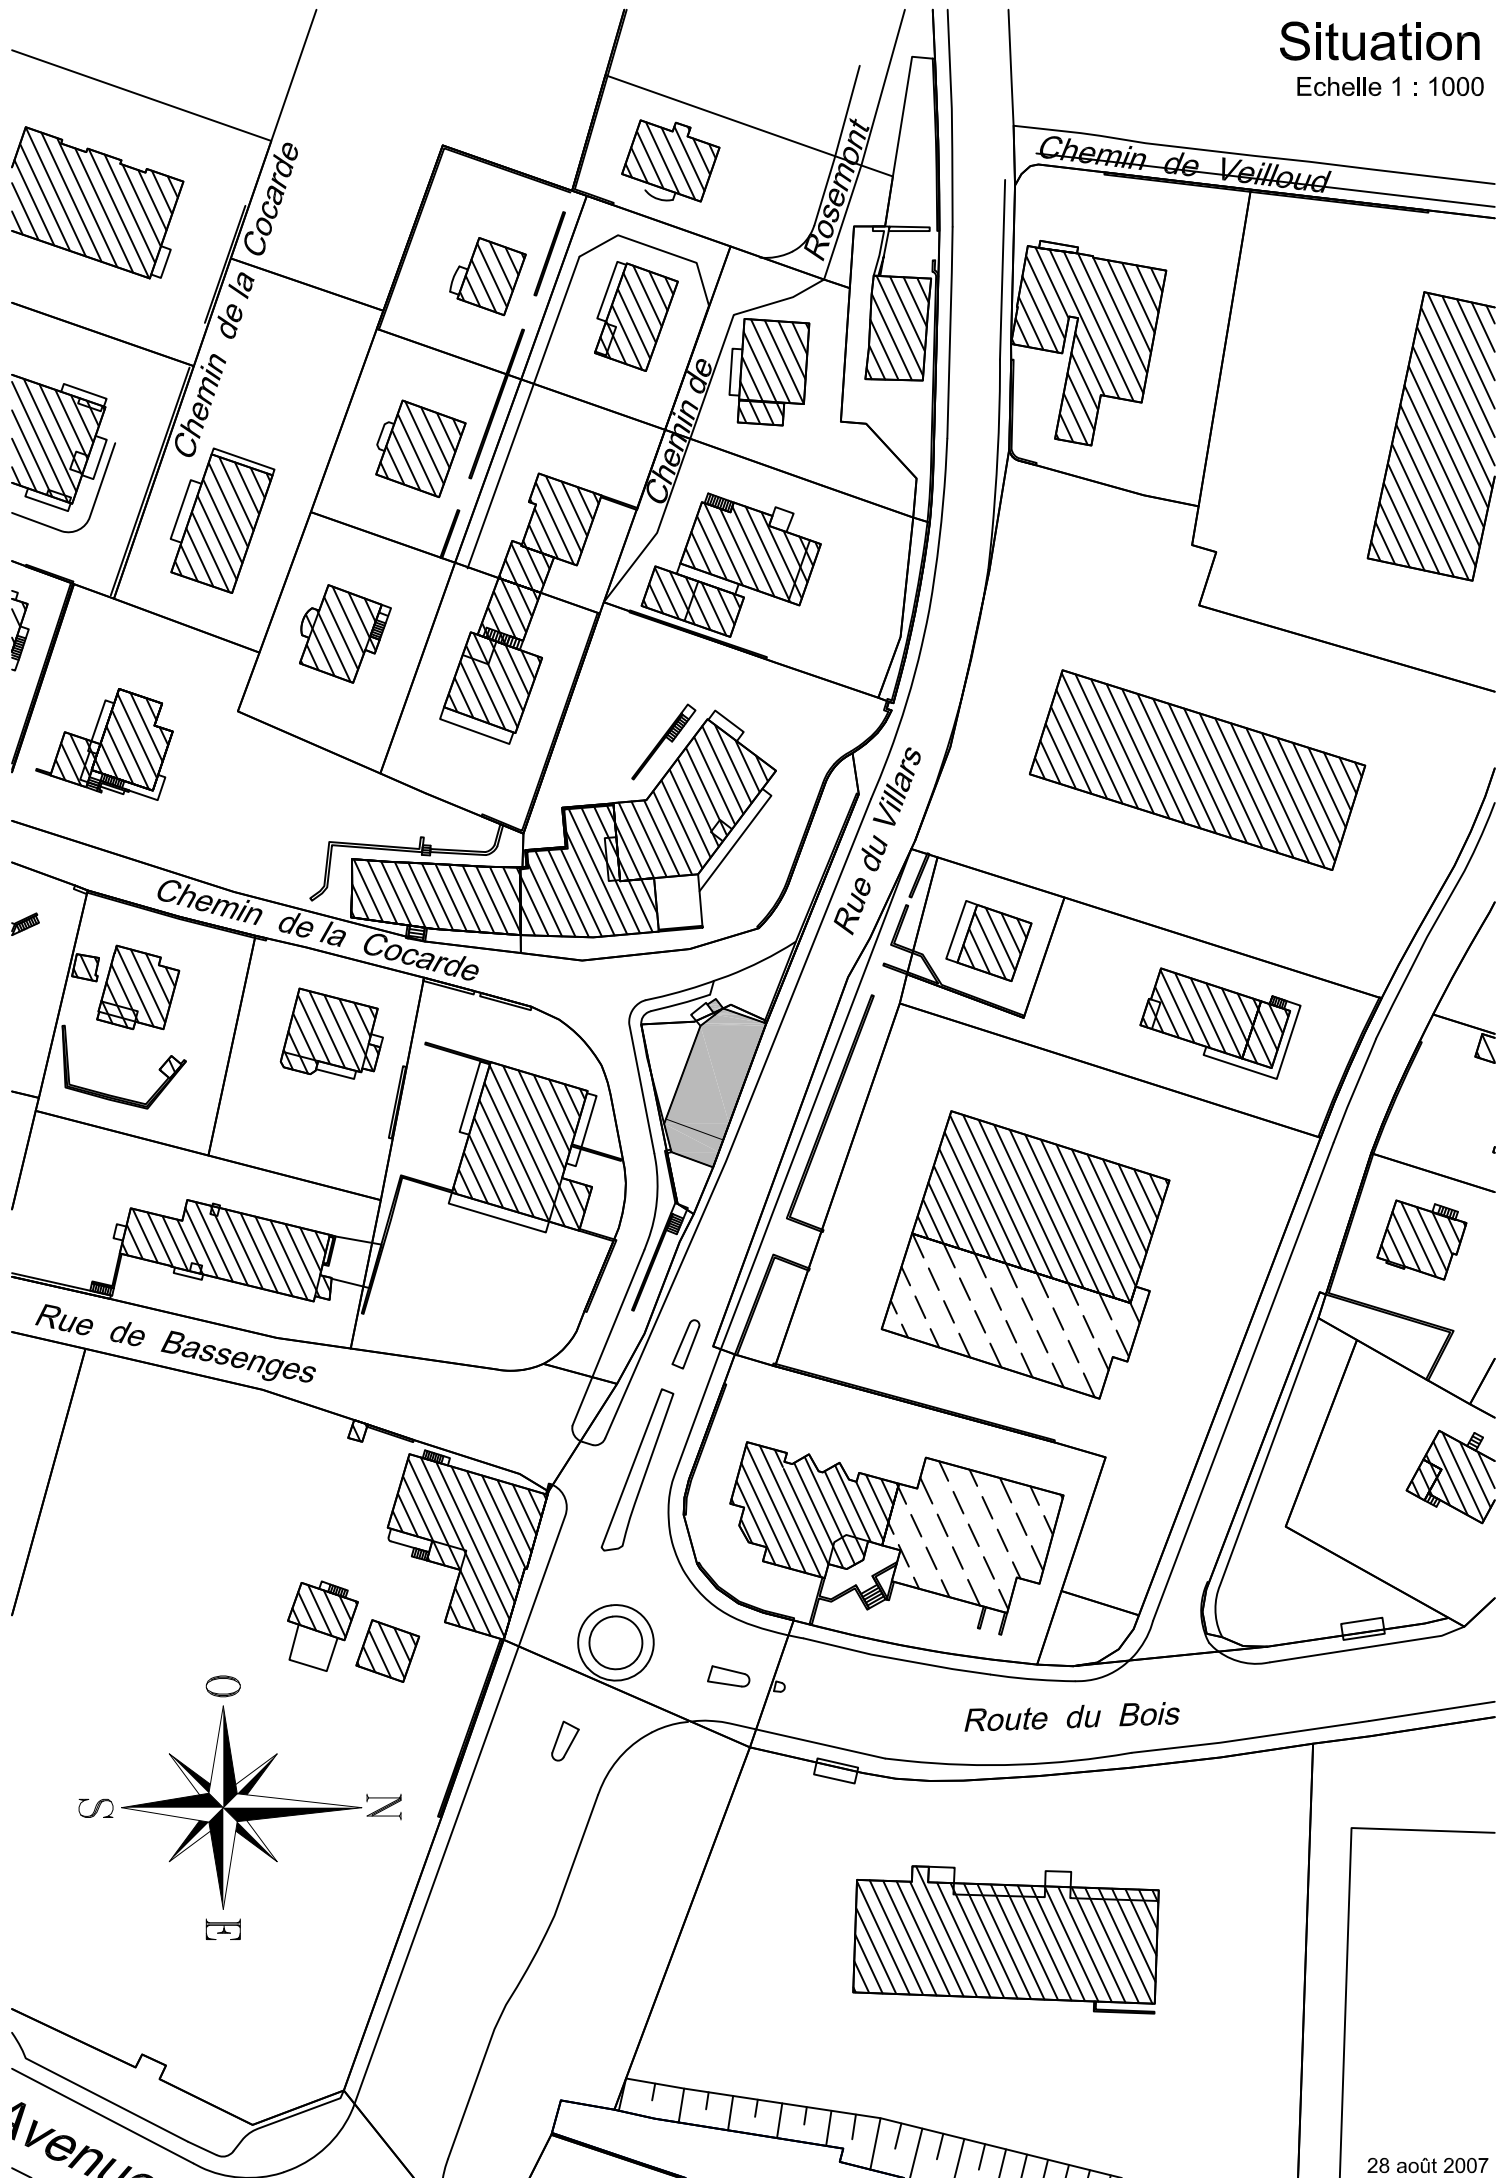 Situation
Echelle 1 : 1000
Chemin de Veilloud
Rosemont
Chemin de la Cocarde
Chemin de
Rue du Villars
Chemin de la Cocarde
Rue de Bassenges
Route du Bois
O
S
N
E
Avenue
28 août 2007